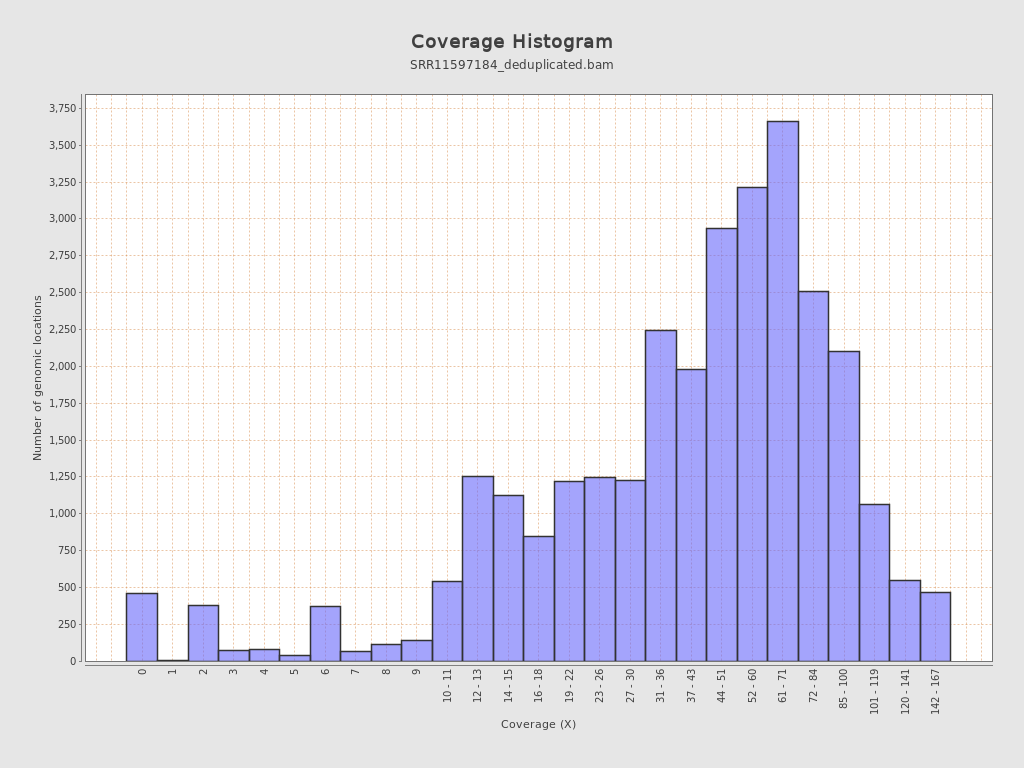 Coverage Histogram
SRR11597184_deduplicated.bam
Number of genomic locations
3,750
3,500
3,250
3,000
2,750
2,500
2,250
2,000
1,750
1,500
1,250
1,000
750
500
250
0
0
1
2
3
4
5
6
7
8
9
10 - 11
12 - 13
14 - 15
16 - 18
19 - 22
23 - 26
27 - 30
31 - 36
37 - 43
44 - 51
52 - 60
61 - 71
72 - 84
85 - 100
101 - 119
120 - 141
142 - 167
Coverage (X)